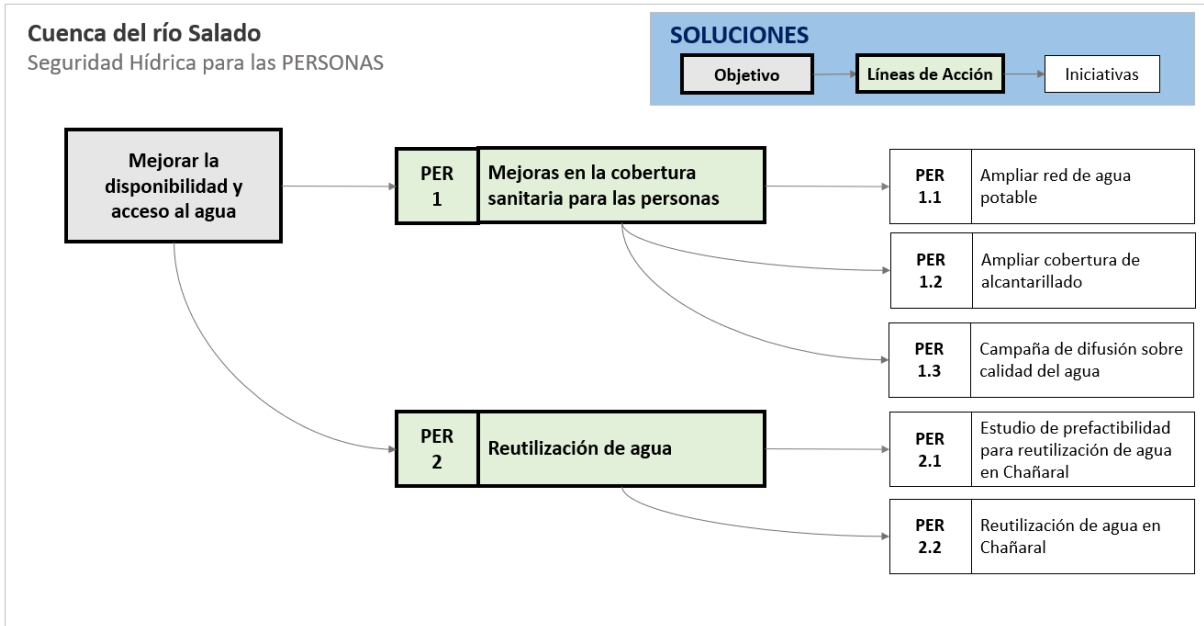 Cuenca del río Salado
Seguridad Hídrica para las PERSONAS
SOLUCIONES
Objetivo
Líneas de Acción
Iniciativas
Mejorar la
disponibilidad y
acceso al agua
PER
1
Mejoras en la cobertura
sanitaria para las personas
PER
1.1
Ampliar red de agua
potable
PER
1.2
Ampliar cobertura de
alcantarillado
PER
1.3
Campaña de difusión sobre
calidad del agua
PER
2
Reutilización de agua
PER
2.1
Estudio de prefactibilidad
para reutilización de agua
en Chañaral
PER
2.2
Reutilización de agua en
Chañaral